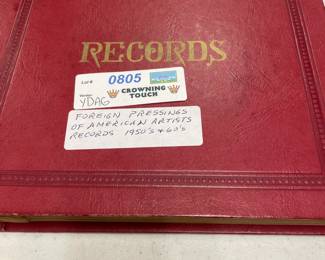 RECORDS
Lot #
0805
Vendor
YDAG
CROWNING
TOUCH
FOREIGN PRESSINGS
OF AMERICAN ARTISTS
RECORDS 1950'S & 60'S